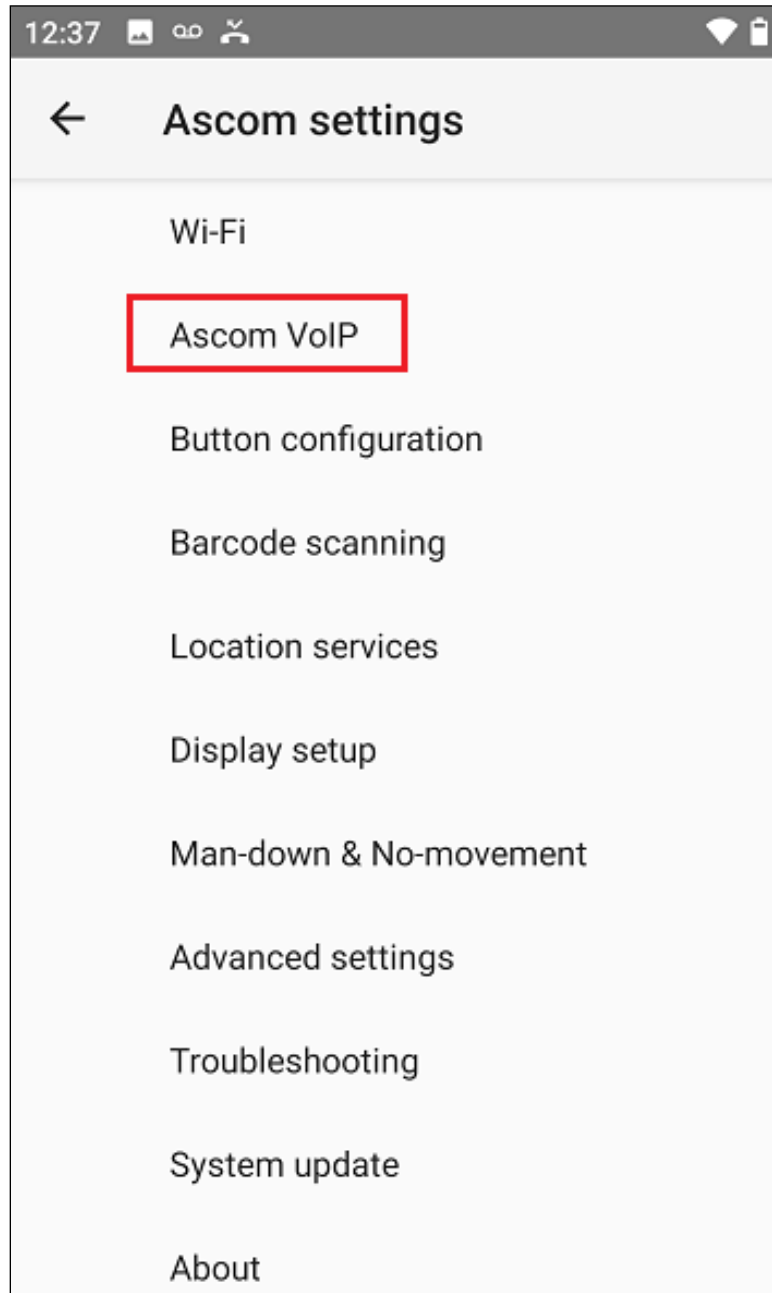 12:37
Ascom settings
Wi-Fi
Ascom VoIP
Button configuration
Barcode scanning
Location services
Display setup
Man-down & No-movement
Advanced settings
Troubleshooting
System update
About